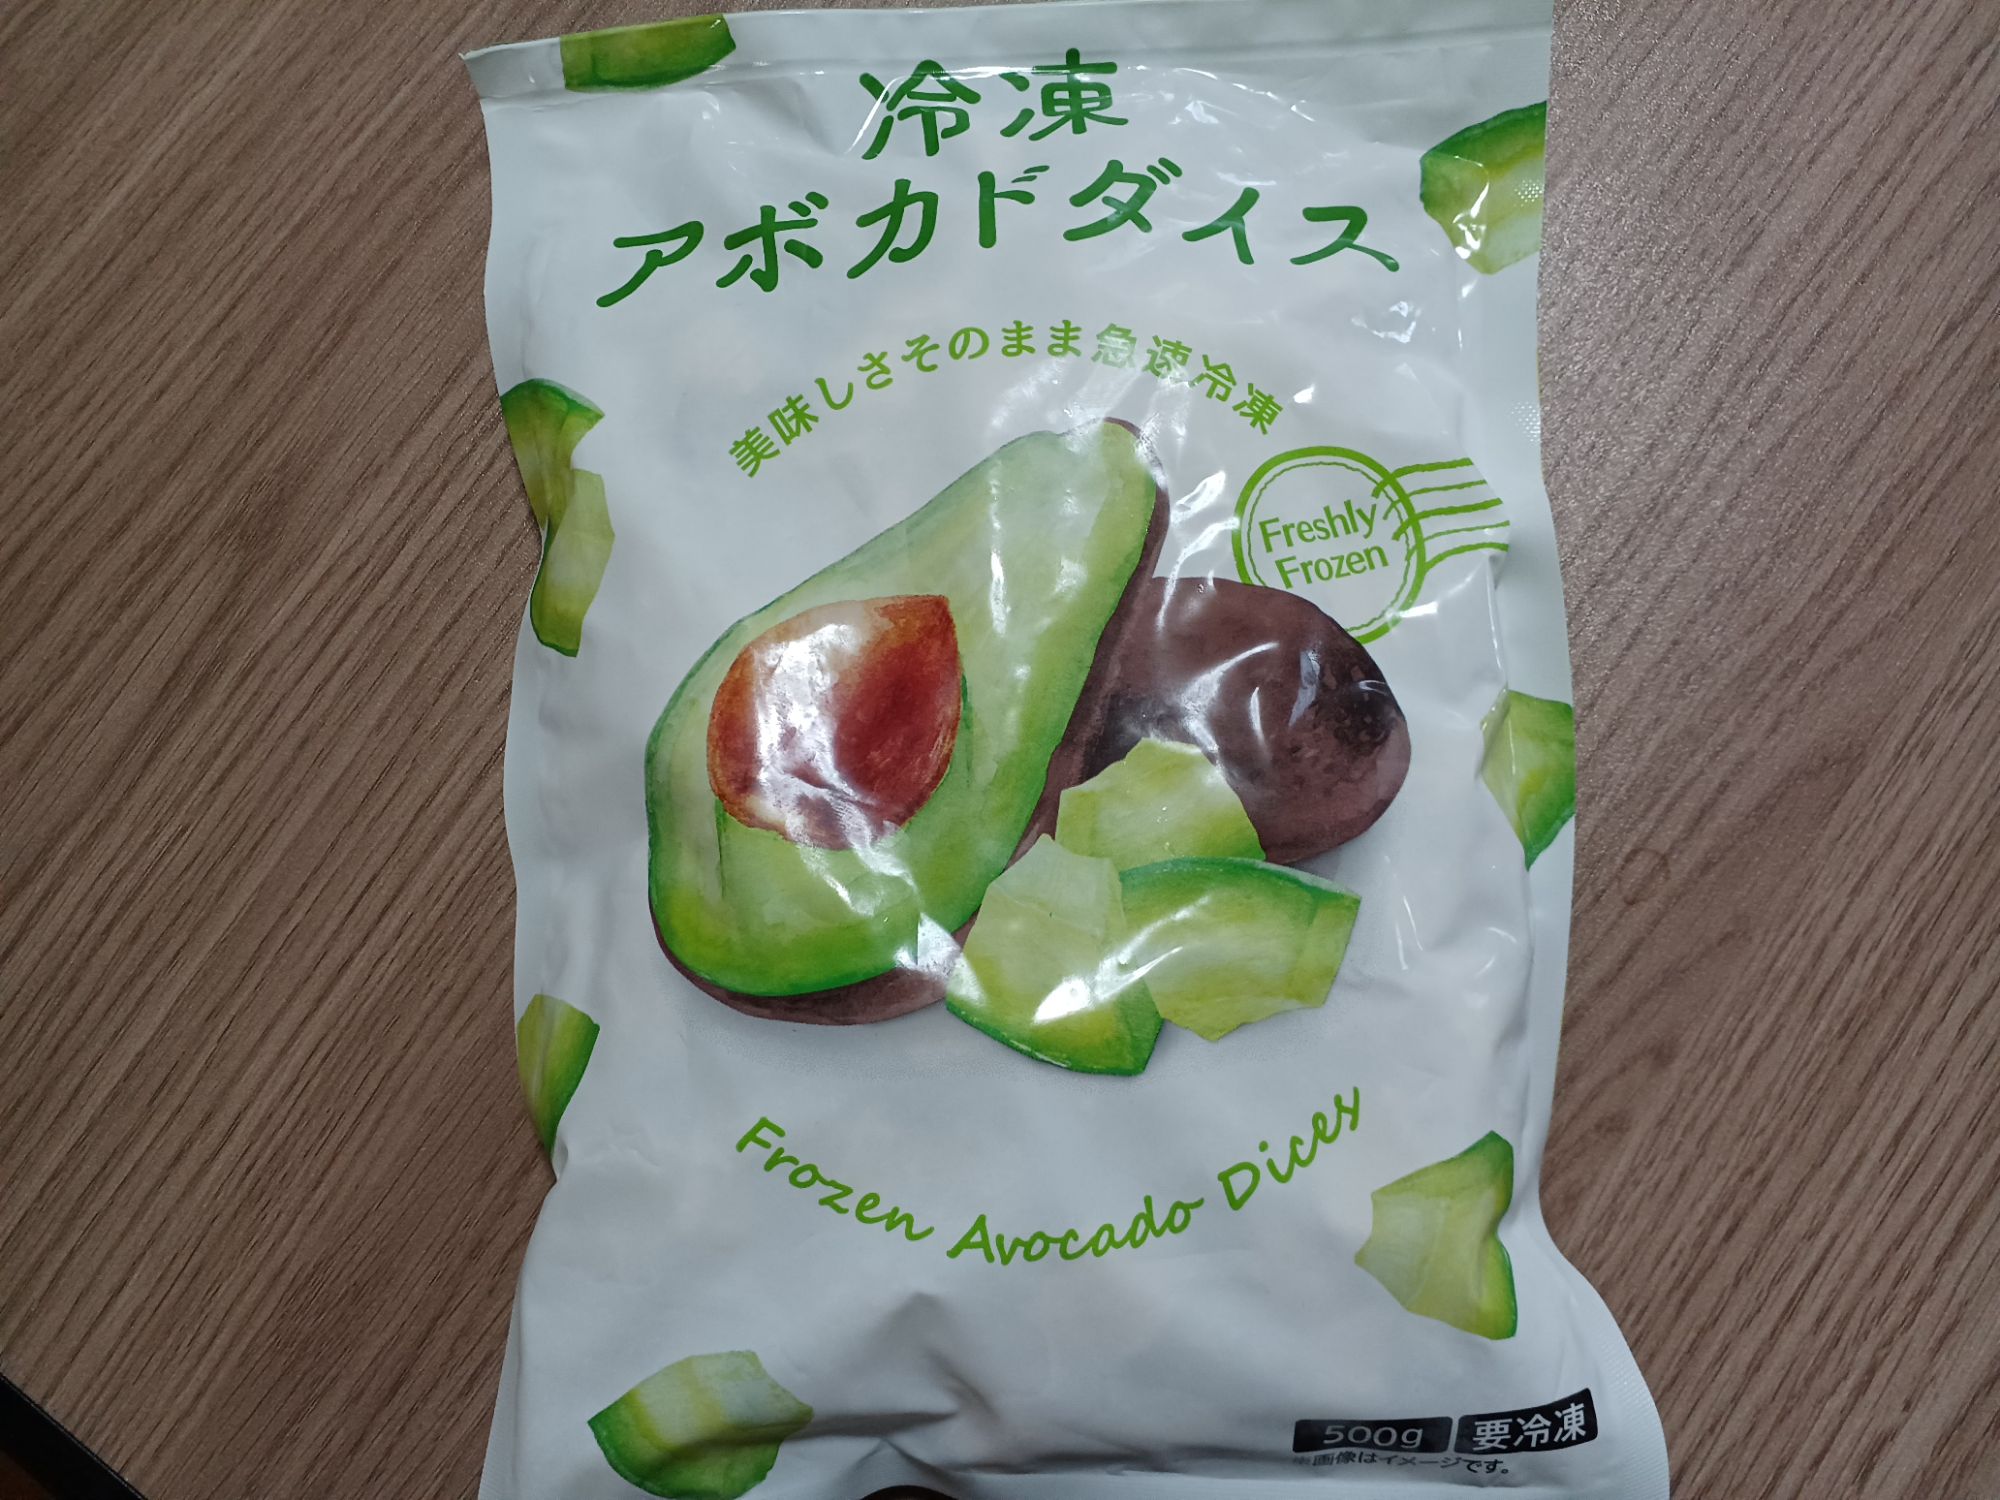 冷凍
アボカドダイス
美味しさそのまま急速冷凍
Freshly
Frozen
Frozen Avocado Dices
500g 要冷凍
※画像はイメージです。